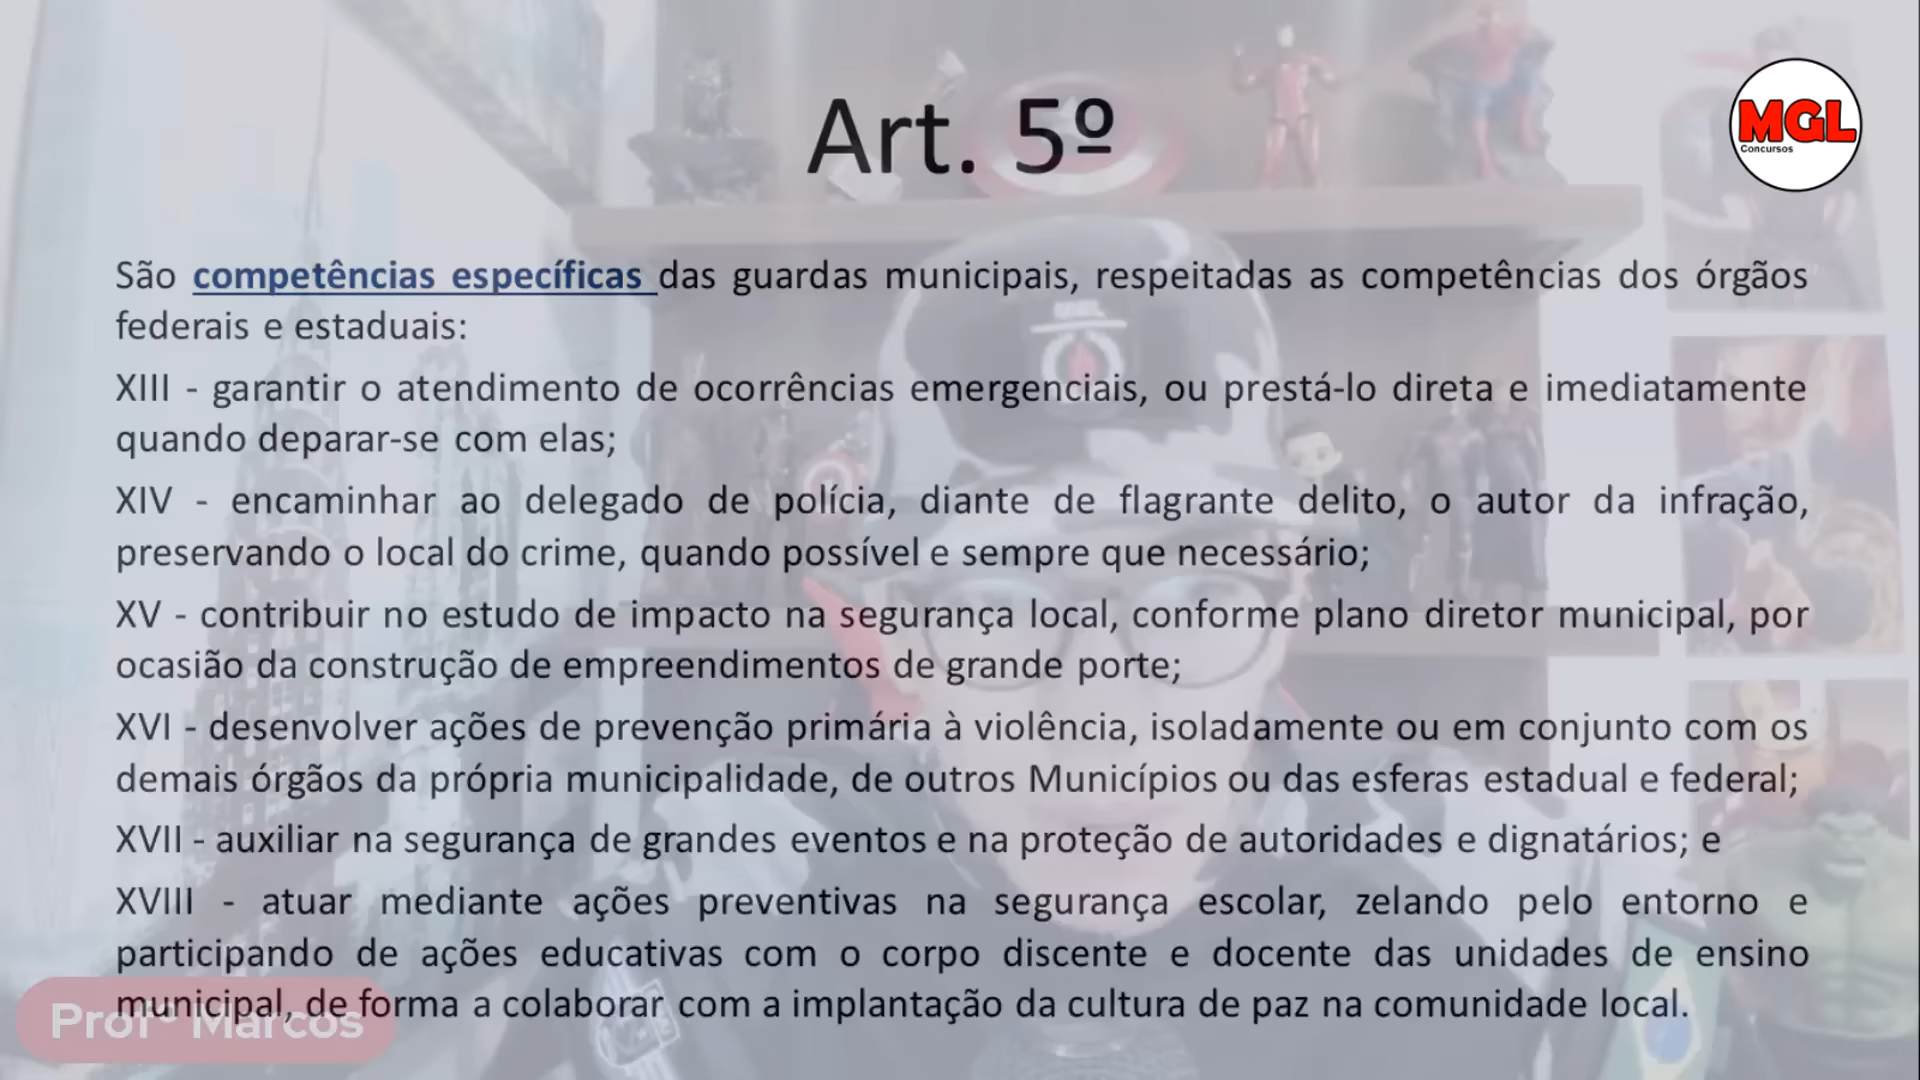 Art. 5º
MGL
Concursos
São competências específicas das guardas municipais, respeitadas as competências dos órgãos
federais e estaduais:
XIII - garantir o atendimento de ocorrências emergenciais, ou prestá-lo direta e imediatamente
quando deparar-se com elas;
XIV - encaminhar ao delegado de polícia, diante de flagrante delito, o autor da infração,
preservando o local do crime, quando possível e sempre que necessário;
XV - contribuir no estudo de impacto na segurança local, conforme plano diretor municipal, por
ocasião da construção de empreendimentos de grande porte;
XVI - desenvolver ações de prevenção primária à violência, isoladamente ou em conjunto com os
demais órgãos da própria municipalidade, de outros Municípios ou das esferas estadual e federal;
XVII - auxiliar na segurança de grandes eventos e na proteção de autoridades e dignatários; e
XVIII - atuar mediante ações preventivas na segurança escolar, zelando pelo entorno e
participando de ações educativas com o corpo discente e docente das unidades de ensino
municipal, de forma a colaborar com a implantação da cultura de paz na comunidade local.
Profº Marcos